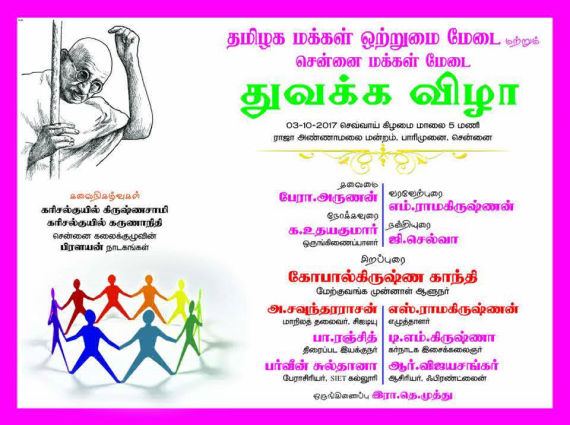 தமிழக மக்கள் ஒற்றுமை மேடை மற்றும்
சென்னை மக்கள் மேடை
துவக்க விழா
03-10-2017 செவ்வாய் கிழமை மாலை 5 மணி
ராஜா அண்ணாமலை மன்றம், பாரிமுனை, சென்னை
கலைநிகழ்வுகள்
கரிசல்குயில் கிருஷ்ணசாமி
கரிசல்குயில் கருணாநிதி
சென்னை கலைக்குழுவின்
பிரளயன் நாடகங்கள்
தலைமை
பேரா.அருணன்
வரவேற்புரை
எம்.ராமகிருஷ்ணன்
நோக்கவுரை
க.உதயகுமார்
ஒருங்கிணைப்பாளர்
நன்றியுரை
ஜி.செல்வா
சிறப்புரை
கோபால்கிருஷ்ண காந்தி
மேற்குவங்க முன்னாள் ஆளுநர்
அ.சவுந்தரராசன்
மாநிலத் தலைவர், சிஐடியு
எஸ்.ராமகிருஷ்ணன்
எழுத்தாளர்
பா.ரஞ்சித்
திரைப்பட இயக்குநர்
டி.எம்.கிருஷ்ணா
கர்நாடக இசைக்கலைஞர்
பர்வீன் சுல்தானா
பேராசிரியர், SIET கல்லூரி
ஆர்.விஜயசங்கர்
ஆசிரியர், ஃபிரண்ட்லைன்
ஒருங்கிணைப்பு இரா.தெ.முத்து